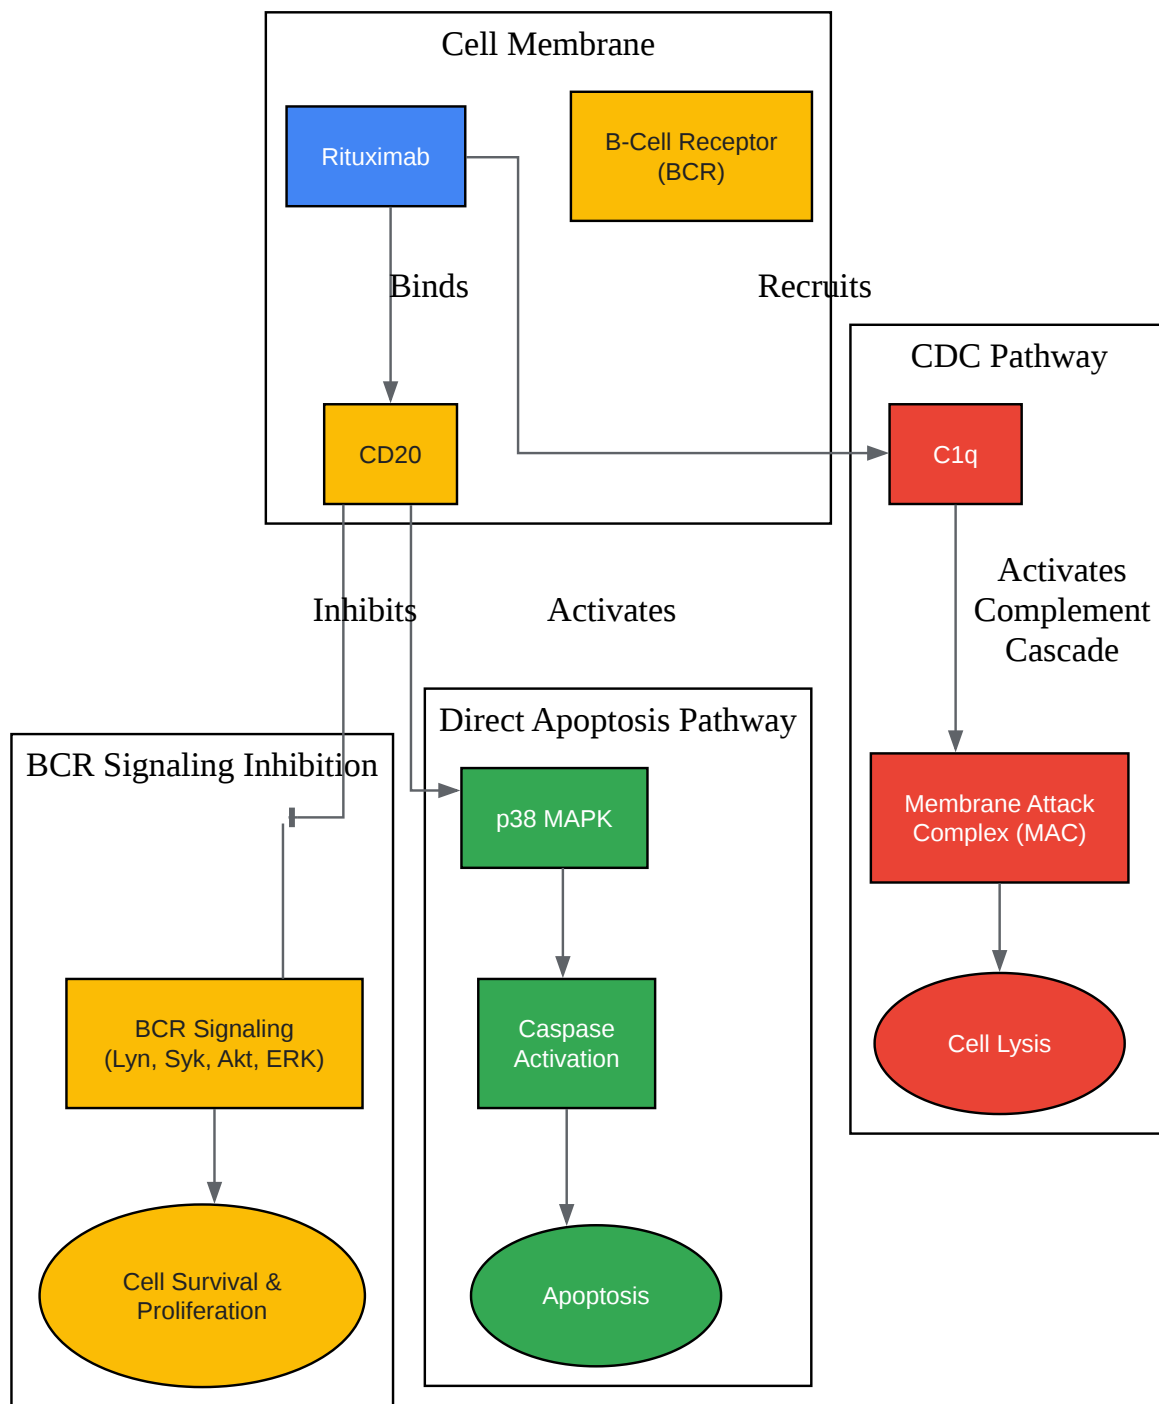 Cell Membrane
Rituximab
B-Cell Receptor
(BCR)
Binds
Recruits
CDC Pathway
CD20
C1q
Inhibits
Activates
Activates
Complement
Cascade
Direct Apoptosis Pathway
BCR Signaling Inhibition
p38 MAPK
Membrane Attack
Complex (MAC)
BCR Signaling
(Lyn, Syk, Akt, ERK)
Caspase
Activation
Cell Lysis
Cell Survival &
Proliferation
Apoptosis